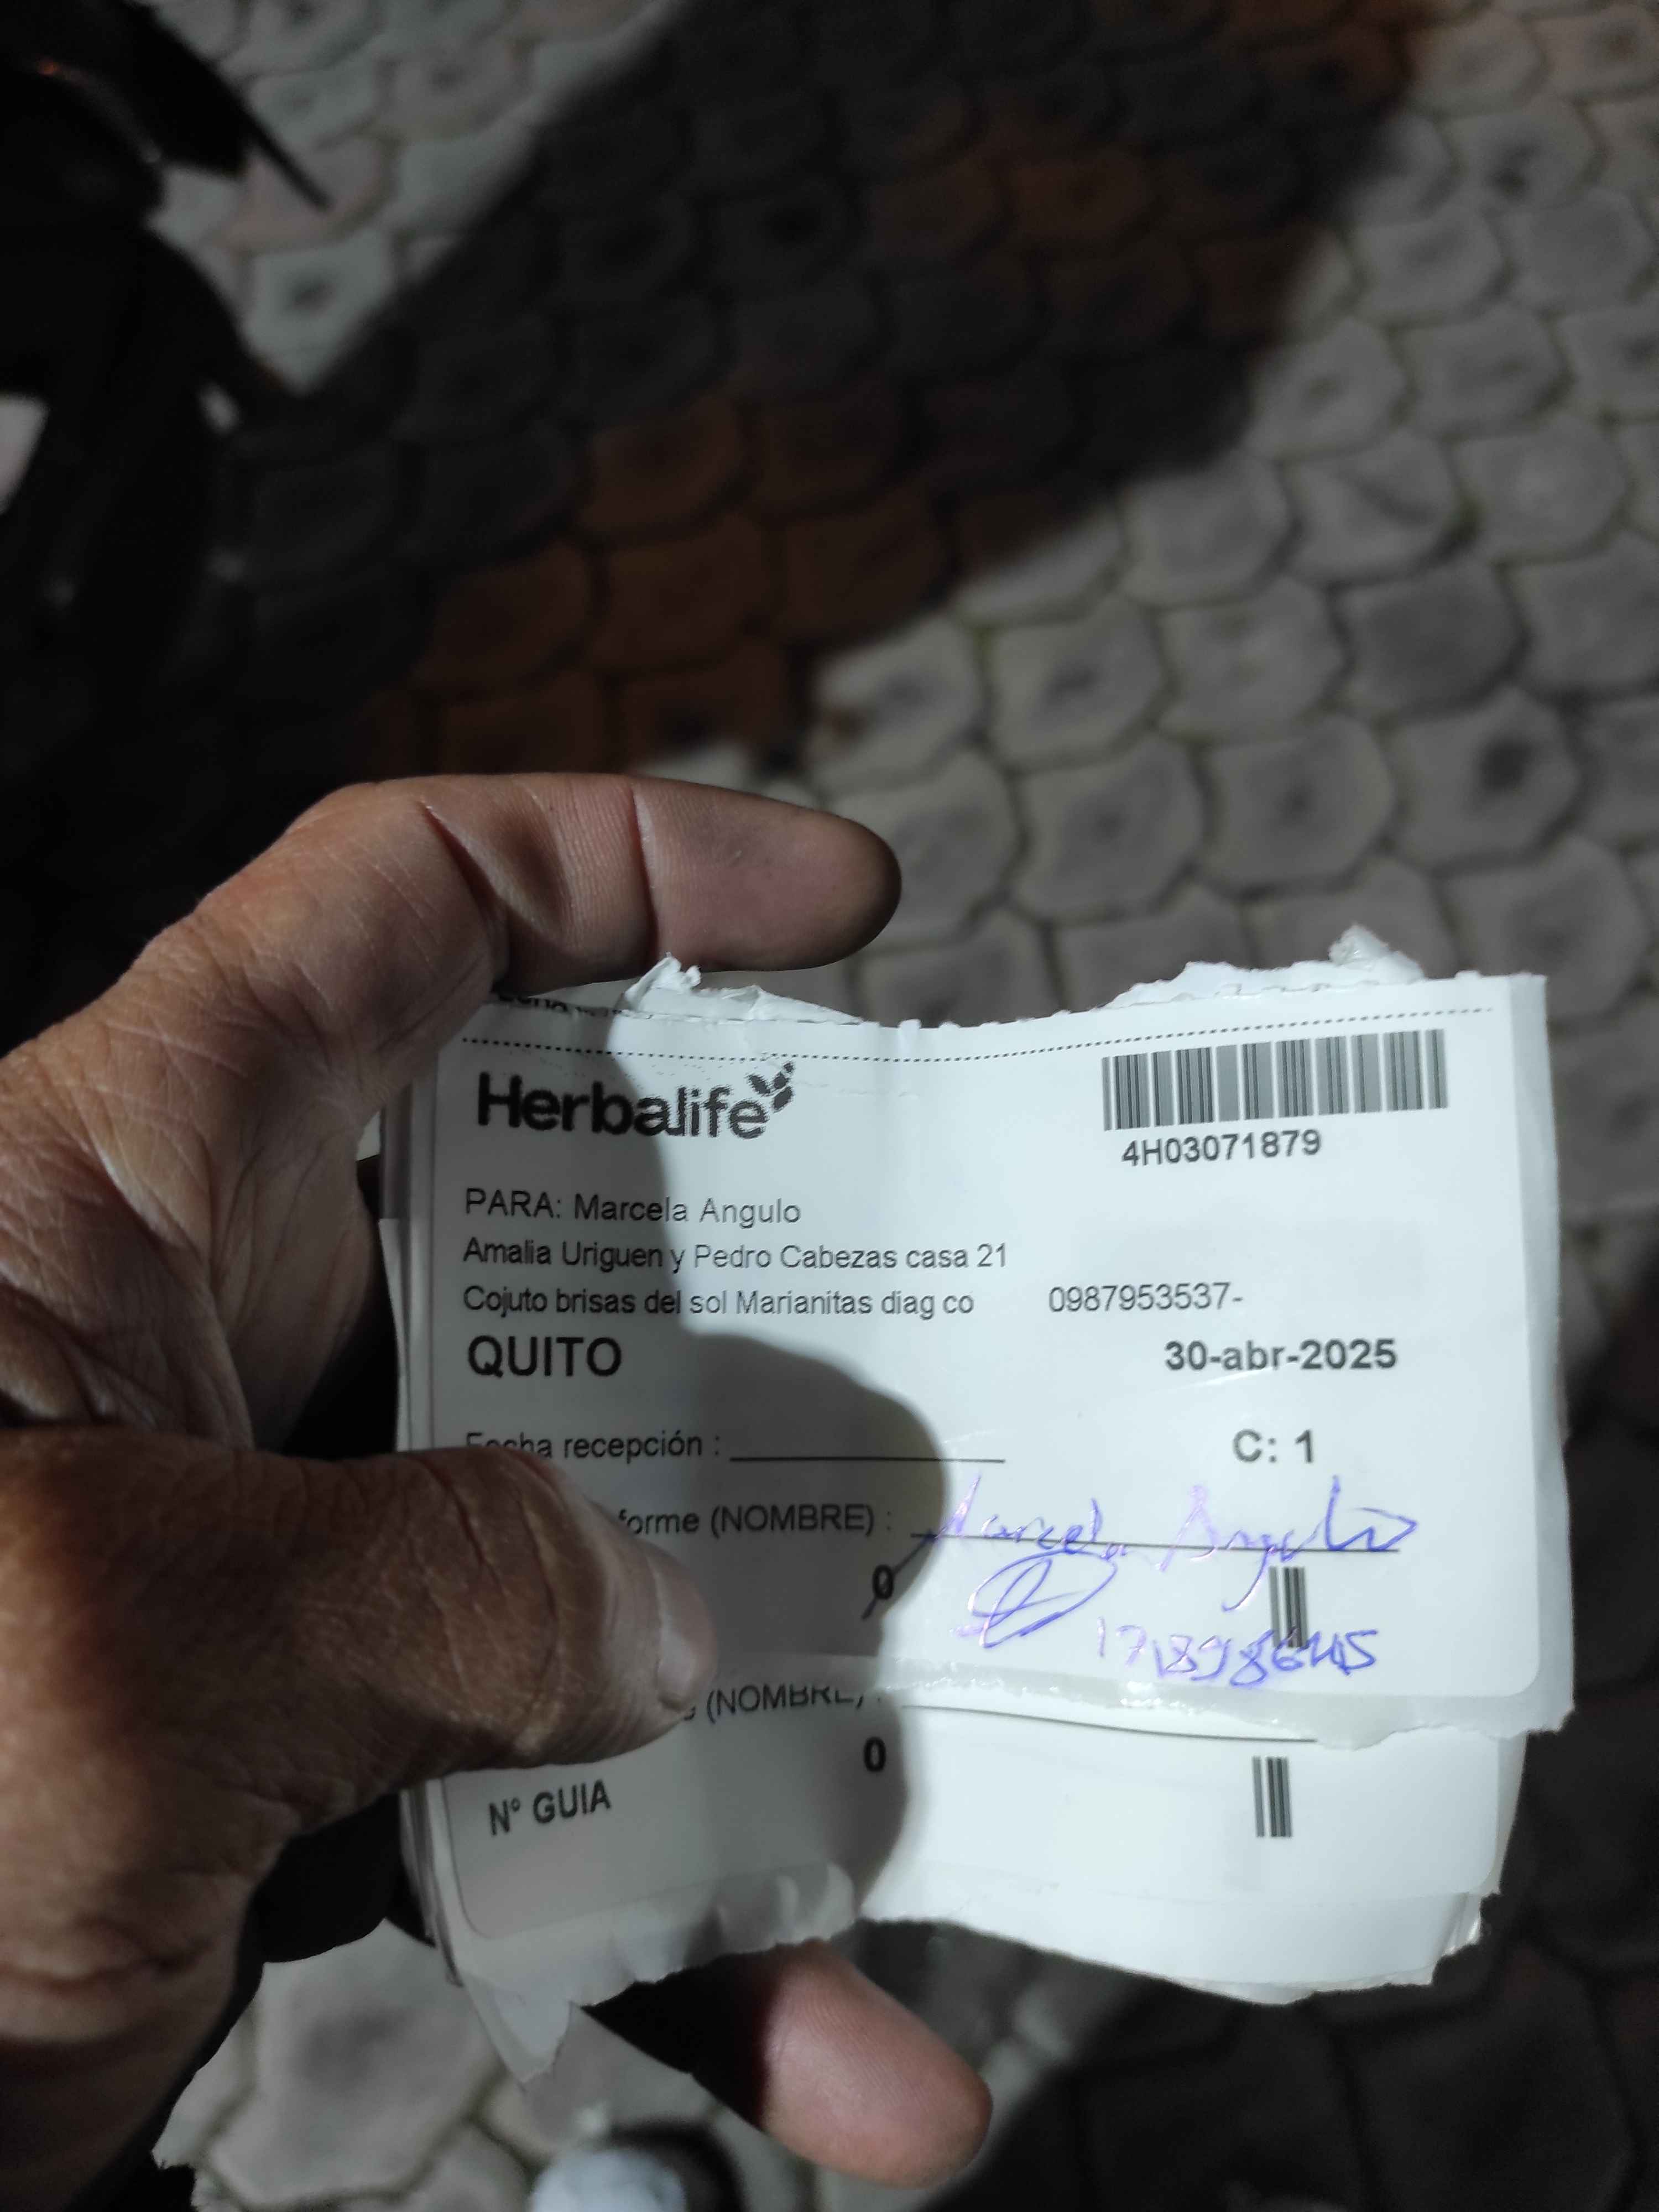 Herbalife
4H03071879
PARA: Marcela Angulo
Amalia Uriguen y Pedro Cabezas casa 21
Cojuto brisas del sol Marianitas diag co 0987953537-
QUITO 30-abr-2025
Fecha recepción :
C: 1
forme (NOMBRE) : Marcela Angulo
0
(NOMBRE) :
0
N° GUIA